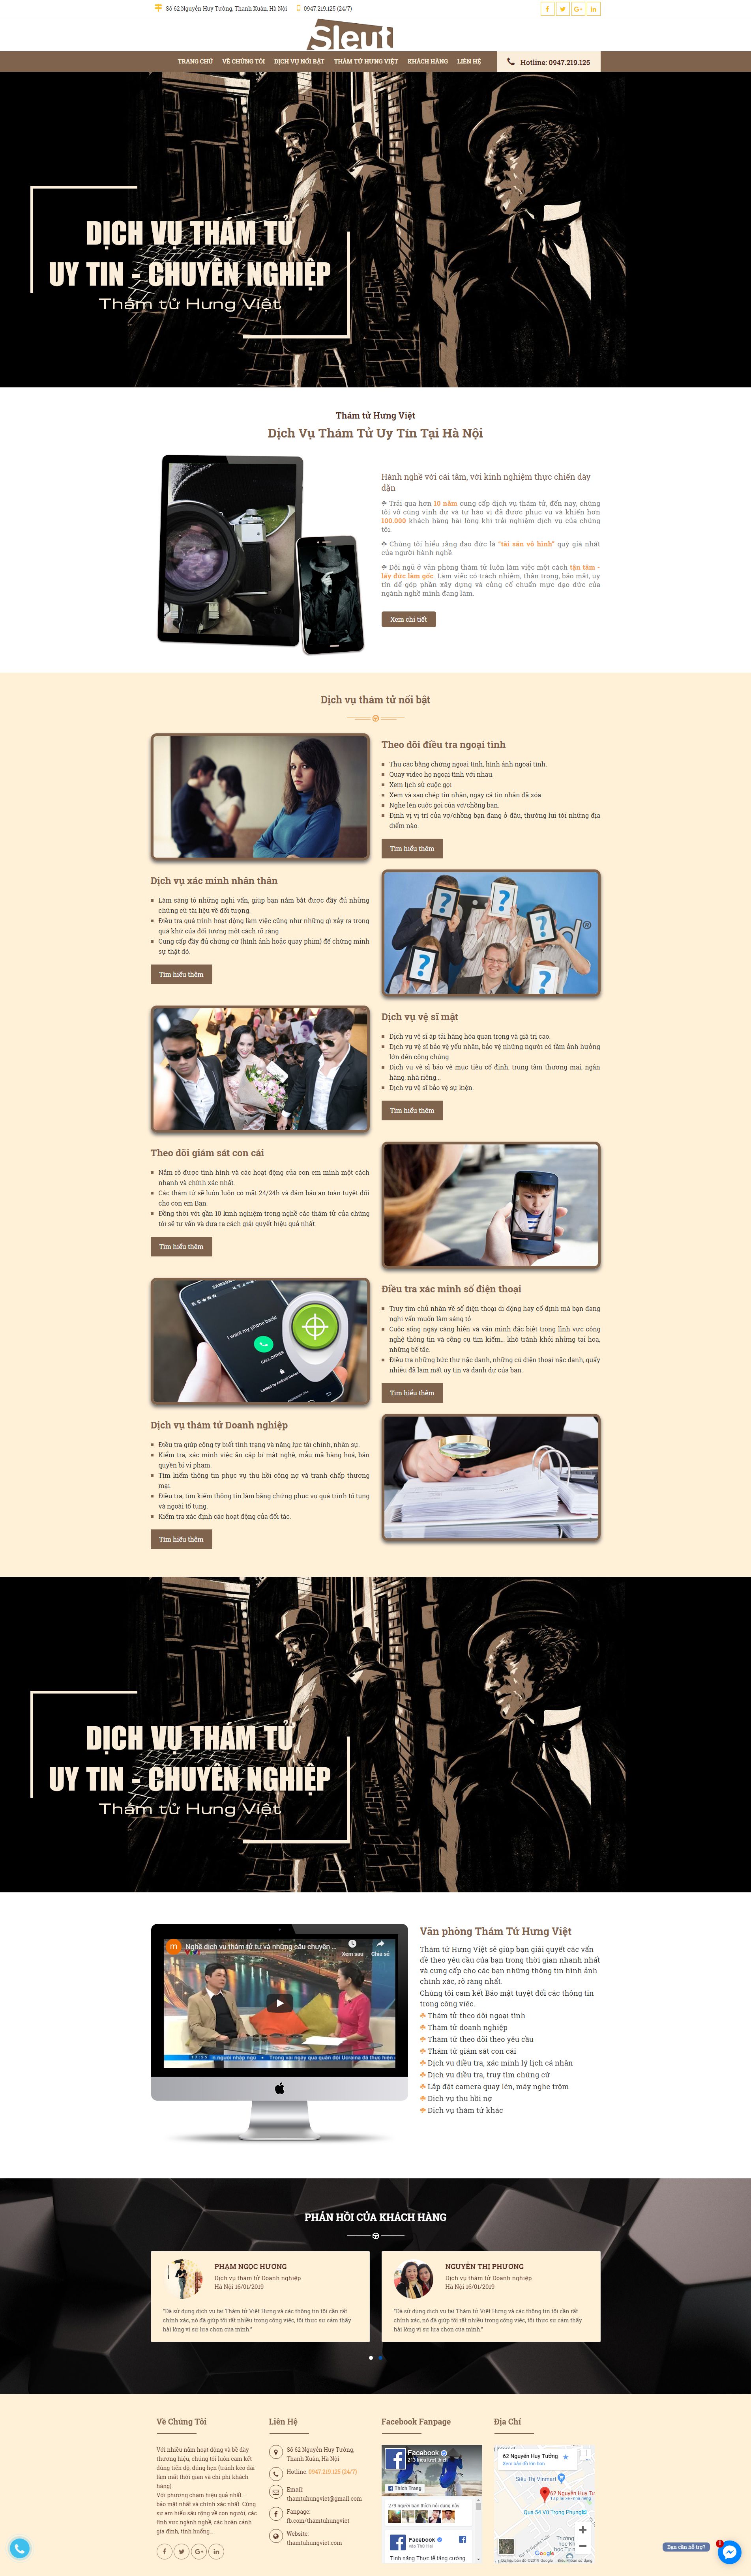 Số 62 Nguyễn Huy Tưởng, Thanh Xuân, Hà Nội
0947.219.125 (24/7)
Sleut
TRANG CHỦ VỀ CHÚNG TÔI DỊCH VỤ NỔI BẬT THÁM TỬ HƯNG VIỆT KHÁCH HÀNG LIÊN HỆ
Hotline: 0947.219.125
DỊCH VỤ THÁM TỬ
UY TIN - CHUYÊN NGHIỆP
Thám tử Hưng Việt
Thám tử Hưng Việt
Dịch Vụ Thám Tử Uy Tín Tại Hà Nội
Hành nghề với cái tâm, với kinh nghiệm thực chiến dày
dặn
Trải qua hơn 10 năm cung cấp dịch vụ thám tử, đến nay, chúng
tôi vô cùng vinh dự và tự hào vì đã được phục vụ và khiến hơn
100.000 khách hàng hài lòng khi trải nghiệm dịch vụ của chúng
tôi.
Chúng tôi hiểu rằng đạo đức là "tài sản vô hình" quý giá nhất
của người hành nghề.
Đội ngũ ở văn phòng thám tử luôn làm việc một cách tận tâm -
lấy đức làm gốc. Làm việc có trách nhiệm, thận trọng, bảo mật, uy
tín để góp phần xây dựng và củng cố chuẩn mực đạo đức của
ngành nghề mình đang làm.
Xem chi tiết
Dịch vụ thám tử nổi bật
Theo dõi điều tra ngoại tình
Thu các bằng chứng ngoại tình, hình ảnh ngoại tình.
Quay video họ ngoại tình với nhau.
Xem lịch sử cuộc gọi
Xem và sao chép tin nhắn, ngay cả tin nhắn đã xóa.
Nghe lén cuộc gọi của vợ/chồng bạn.
Định vị vị trí của vợ/chồng bạn đang ở đâu, thường lui tới những địa
điểm nào.
Tìm hiểu thêm
Dịch vụ xác minh nhân thân
Làm sáng tỏ những nghi vấn, giúp bạn nắm bắt được đầy đủ những
chứng cứ tài liệu về đối tượng.
Điều tra quá trình hoạt động làm việc cũng như những gì xảy ra trong
quá khứ của đối tượng một cách rõ ràng.
Cung cấp đầy đủ chứng cứ (hình ảnh hoặc quay phim) để chứng minh
sự thật đó.
Tìm hiểu thêm
Dịch vụ vệ sĩ mật
Dịch vụ vệ sĩ áp tải hàng hóa quan trọng và giá trị cao.
Dịch vụ vệ sĩ bảo vệ yếu nhân, bảo vệ những người có tầm ảnh hưởng
lớn đến công chúng.
Dịch vụ vệ sĩ bảo vệ mục tiêu cố định, trung tâm thương mại, ngân
hàng, nhà riêng...
Dịch vụ vệ sĩ bảo vệ sự kiện.
Tìm hiểu thêm
Theo dõi giám sát con cái
Nắm rõ được tình hình và các hoạt động của con em mình một cách
nhanh và chính xác nhất.
Các thám tử sẽ luôn luôn có mặt 24/24h và đảm bảo an toàn tuyệt đối
cho con em Bạn.
Đồng thời với gần 10 kinh nghiệm trong nghề các thám tử của chúng
tôi sẽ tư vấn và đưa ra cách giải quyết hiệu quả nhất.
Tìm hiểu thêm
SAMSUNG
I want my phone back!
CALL OWNER
Điều tra xác minh số điện thoại
Truy tìm chủ nhân về số điện thoại di động hay cố định mà bạn đang
nghi vấn muốn làm sáng tỏ.
Cuộc sống ngày càng hiện và văn minh đặc biệt trong lĩnh vực công
nghệ thông tin và công cụ tìm kiếm... khó tránh khỏi những tai hoạ,
những bế tắc.
Điều tra những bức thư nặc danh, những cú điện thoại nặc danh, quấy
nhiễu đã làm mất uy tín và danh dự của bạn.
Tìm hiểu thêm
Dịch vụ thám tử Doanh nghiệp
Điều tra giúp công ty biết tình trạng và năng lực tài chính, nhân sự.
Kiểm tra, xác minh việc ăn cắp bí mật nghề, mẫu mã hàng hoá, bản
quyền bị vi phạm.
Tìm kiếm thông tin phục vụ thu hồi công nợ và tranh chấp thương
mại.
Điều tra, tìm kiếm thông tin làm bằng chứng phục vụ quá trình tố tụng
và ngoài tố tụng.
Kiểm tra xác định các hoạt động của đối tác.
Tìm hiểu thêm
DỊCH VỤ THÁM TỬ
UY TIN - CHUYÊN NGHIỆP
Thám tử Hưng Việt
m Nghề dịch vụ thám tử tư và những câu chuyện ...
Xem sau Chia sẻ
Văn phòng Thám Tử Hưng Việt
Thám tử Hưng Việt sẽ giúp bạn giải quyết các vấn
đề theo yêu cầu của bạn trong thời gian nhanh nhất
và cung cấp cho các bạn những thông tin hình ảnh
chính xác, rõ ràng nhất.
Chúng tôi cam kết Bảo mật tuyệt đối các thông tin
trong công việc.
Thám tử theo dõi ngoại tình
Thám tử doanh nghiệp
Thám tử theo dõi theo yêu cầu
Thám tử giám sát con cái
Dịch vụ điều tra, xác minh lý lịch cá nhân
Dịch vụ điều tra, truy tìm chứng cứ
Lắp đặt camera quay lén, máy nghe trộm
Dịch vụ thu hồi nợ
Dịch vụ thám tử khác
PHẢN HỒI CỦA KHÁCH HÀNG
PHẠM NGỌC HƯƠNG
Dịch vụ thám tử Doanh nghiệp
Hà Nội 16/01/2019
"Đã sử dụng dịch vụ tại Thám tử Việt Hưng và các thông tin tôi cần rất
chính xác, nó đã giúp tôi rất nhiều trong công việc, tôi thực sự cảm thấy
hài lòng vì sự lựa chọn của mình."
NGUYỄN THỊ PHƯƠNG
Dịch vụ thám tử Doanh nghiệp
Hà Nội 16/01/2019
"Đã sử dụng dịch vụ tại Thám tử Việt Hưng và các thông tin tôi cần rất
chính xác, nó đã giúp tôi rất nhiều trong công việc, tôi thực sự cảm thấy
hài lòng vì sự lựa chọn của mình."
Về Chúng Tôi
Với nhiều năm hoạt động và bề dày
thương hiệu, chúng tôi luôn cam kết
đúng tiến độ, đúng hẹn (tránh kéo dài
làm mất thời gian và chi phí khách
hàng).
Với phương châm hiệu quả nhất –
bảo mật nhất và chính xác nhất. Cùng
sự am hiểu sâu rộng về con người, các
lĩnh vực ngành nghề, các hoàn cảnh
gia đình, tình huống...
Liên Hệ
Số 62 Nguyễn Huy Tưởng,
Thanh Xuân, Hà Nội
Hotline: 0947.219.125 (24/7)
Email:
thamtuhungviet@gmail.com
Fanpage:
fb.com/thamtuhungviet
Website:
thamtuhungviet.com
Facebook Fanpage
Facebook
Thích Trang
Facebook
Tính năng Thực tế tăng cường
Địa Chỉ
62 Nguyễn Huy Tưởng
Xem bản đồ lớn hơn
Siêu Thị Vinmart
62 Nguyễn Huy Tư
Quả 54 Vũ Trọng Phụng
Google
Bạn cần hỗ trợ?
1